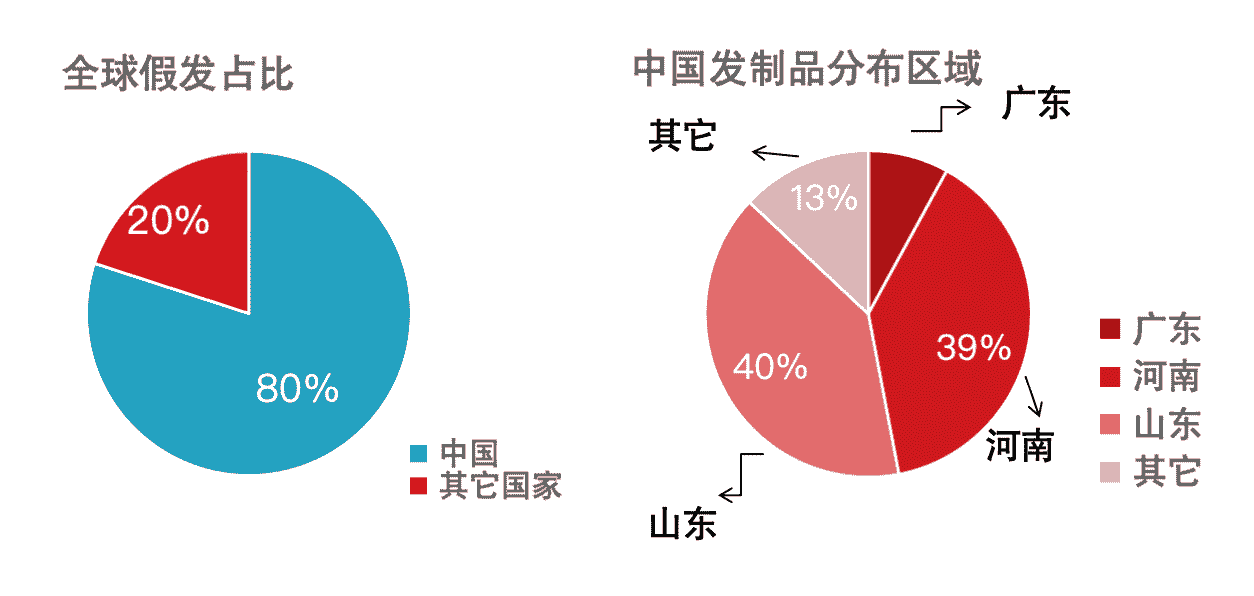 全球假发占比
20%
80%
中国
其它国家
中国发制品分布区域
广东
其它
13%
39%
40%
河南
山东
广东
河南
山东
其它